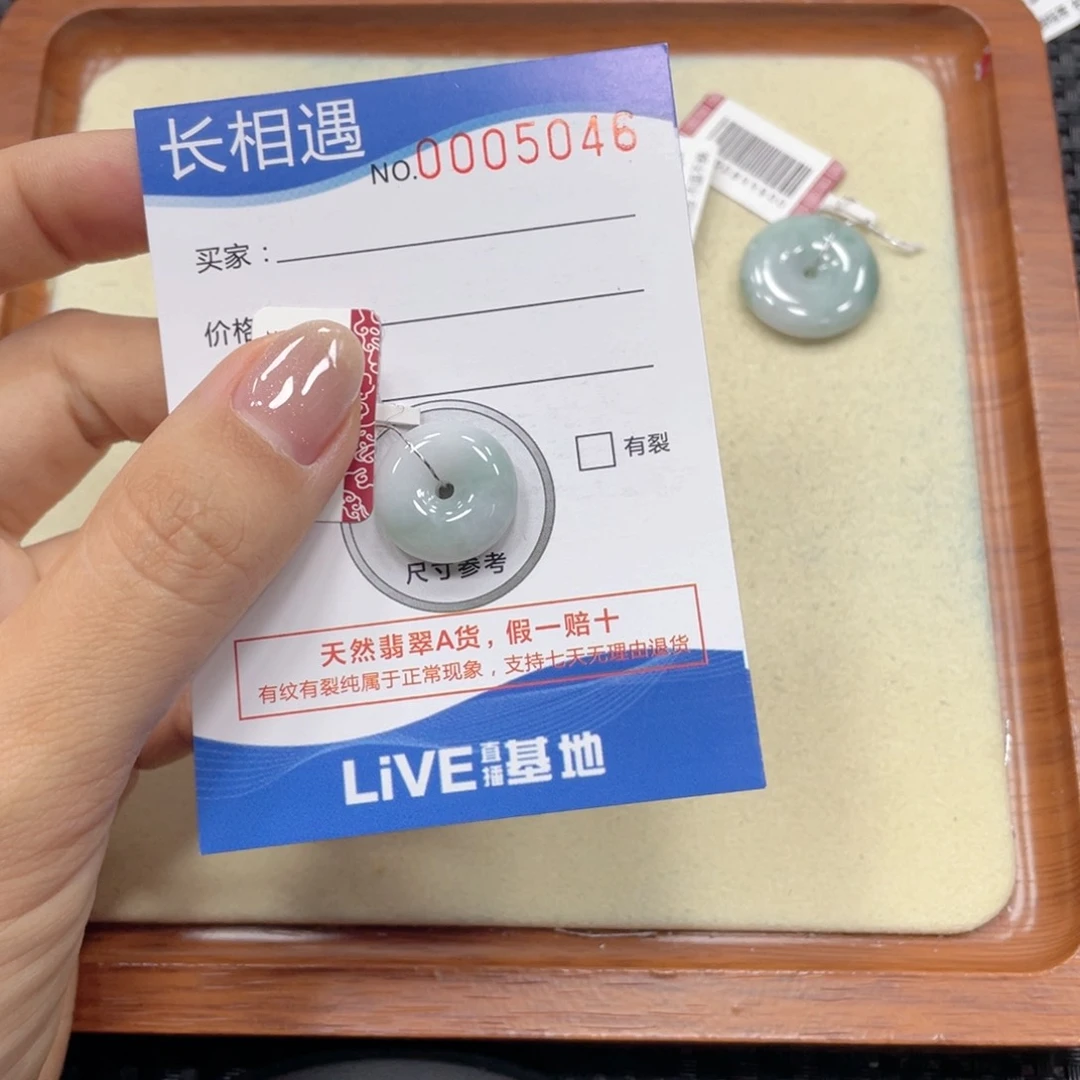 长相遇
NO.0005046
买家：
价格
有裂
尺寸参考
天然翡翠A货，假一赔十
有纹有裂纯属于正常现象，支持七天无理由退货
LiVE直播基地